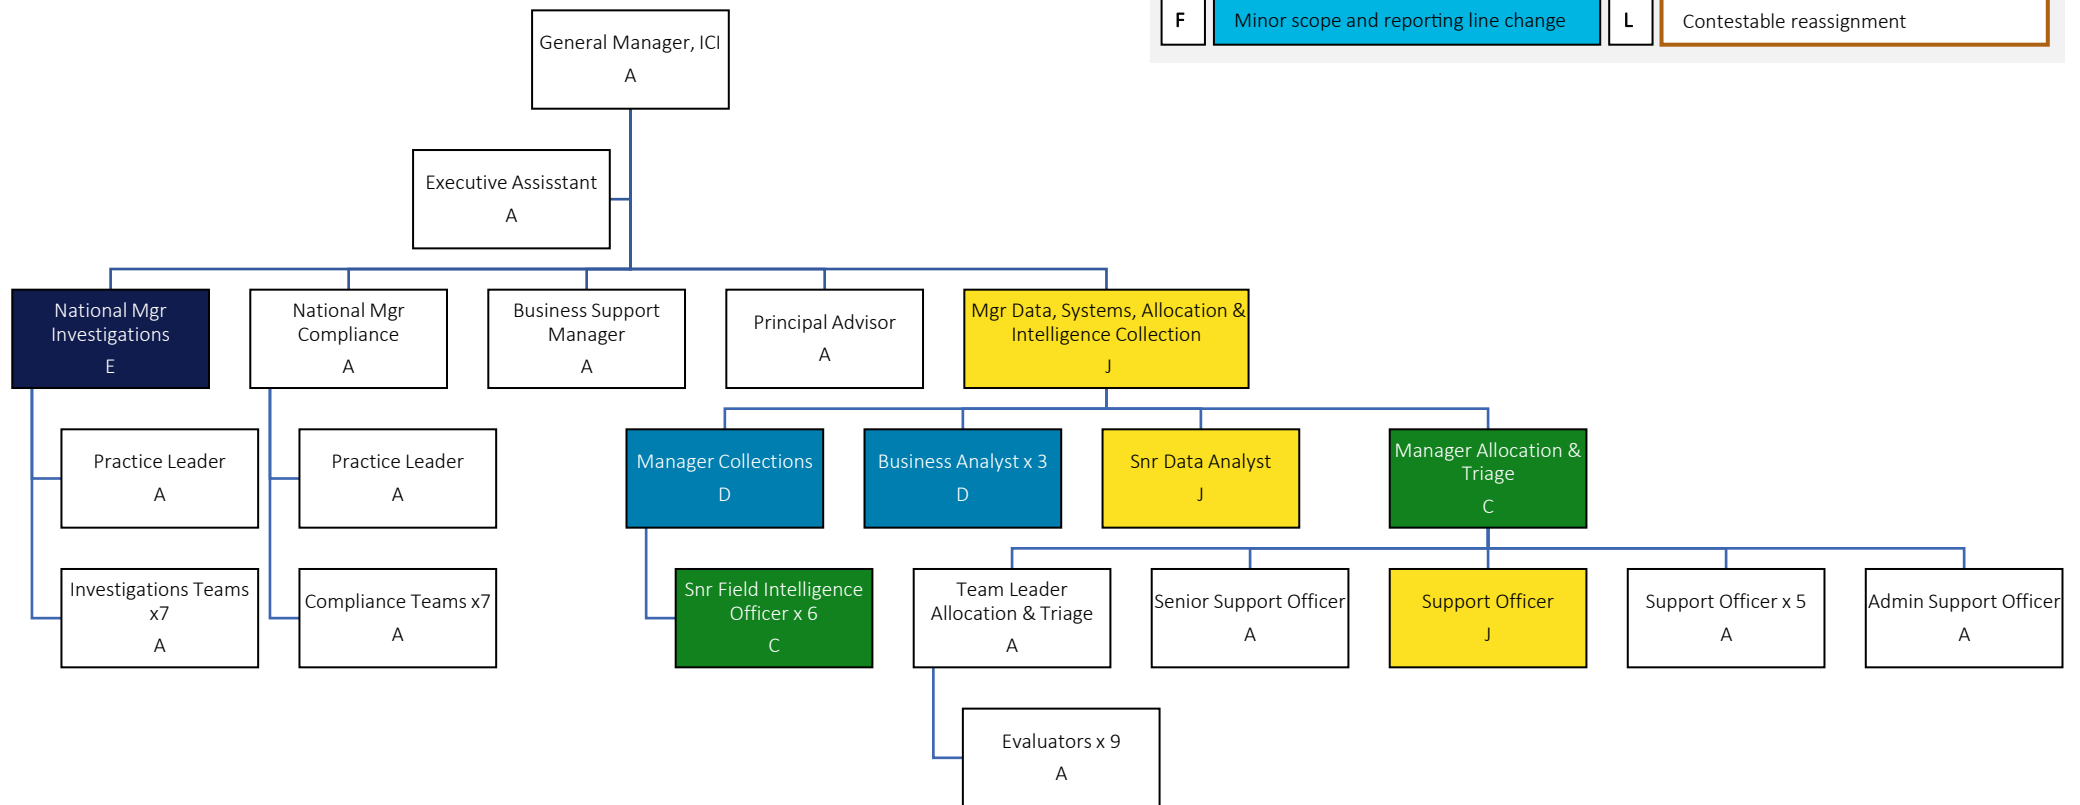 F
Minor scope and reporting line change
L
Contestable reassignment
General Manager, ICI
A
Executive Assisstant
A
National Mgr
Investigations
E
National Mgr
Compliance
A
Business Support
Manager
A
Principal Advisor
A
Mgr Data, Systems, Allocation &
Intelligence Collection
J
Practice Leader
A
Practice Leader
A
Manager Collections
D
Business Analyst x 3
D
Snr Data Analyst
J
Manager Allocation &
Triage
C
Investigations Teams
x7
A
Compliance Teams x7
A
Snr Field Intelligence
Officer x 6
C
Team Leader
Allocation & Triage
A
Senior Support Officer
A
Support Officer
J
Support Officer x 5
A
Admin Support Officer
A
Evaluators x 9
A